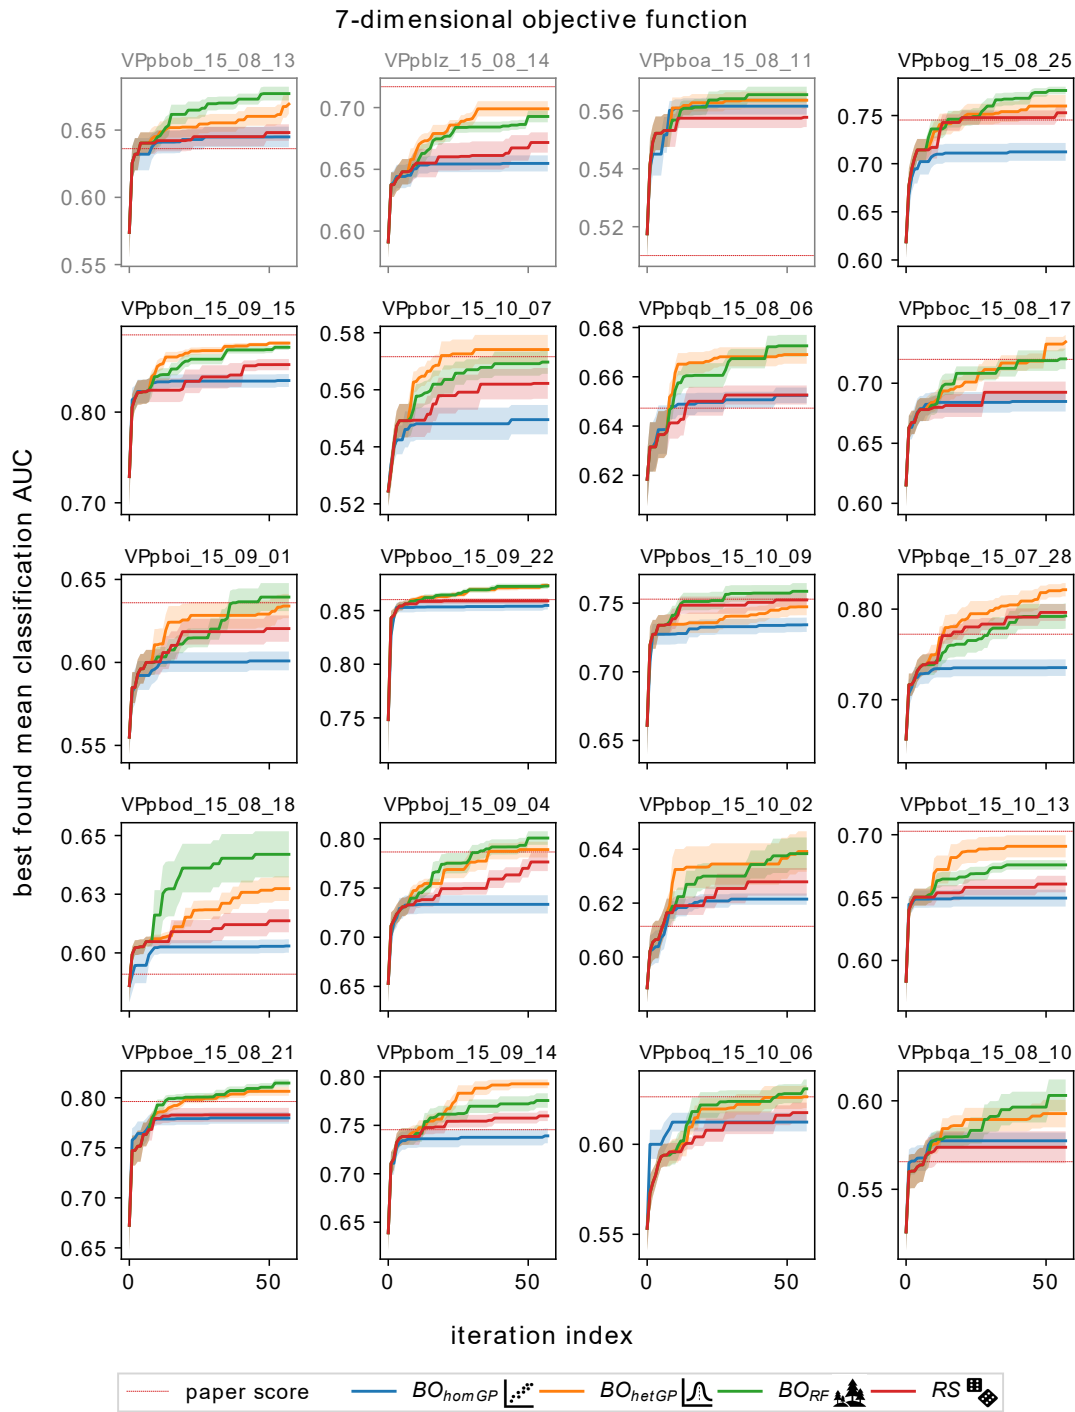 7-dimensional objective function
VPpbob_15_08_13 VPpblz_15_08_14 VPpboa_15_08_11 VPpbog_15_08_25
0.65 0.60 0.55
0.70 0.65 0.60
0.56 0.54 0.52
0.75 0.70 0.65 0.60
VPpbon_15_09_15 VPpbor_15_10_07 VPpbqb_15_08_06 VPpboc_15_08_17
0.80 0.70
0.58 0.56 0.54 0.52
0.68 0.66 0.64 0.62
0.70 0.65 0.60
VPpboi_15_09_01 VPpboo_15_09_22 VPpbos_15_10_09 VPpbqe_15_07_28
0.65 0.60 0.55
0.85 0.80 0.75
0.75 0.70 0.65
0.80 0.70
VPpbod_15_08_18 VPpboj_15_09_04 VPpbop_15_10_02 VPpbot_15_10_13
0.65 0.63 0.60
0.80 0.75 0.70 0.65
0.64 0.62 0.60
0.70 0.65 0.60
VPpboe_15_08_21 VPpbom_15_09_14 VPpboq_15_10_06 VPpbqa_15_08_10
0.80 0.75 0.70 0.65
0.80 0.75 0.70 0.65
0.60 0.55
0.60 0.55
0 50 0 50 0 50 0 50
best found mean classification AUC
iteration index
paper score BO_homGP BO_hetGP BO_RF RS